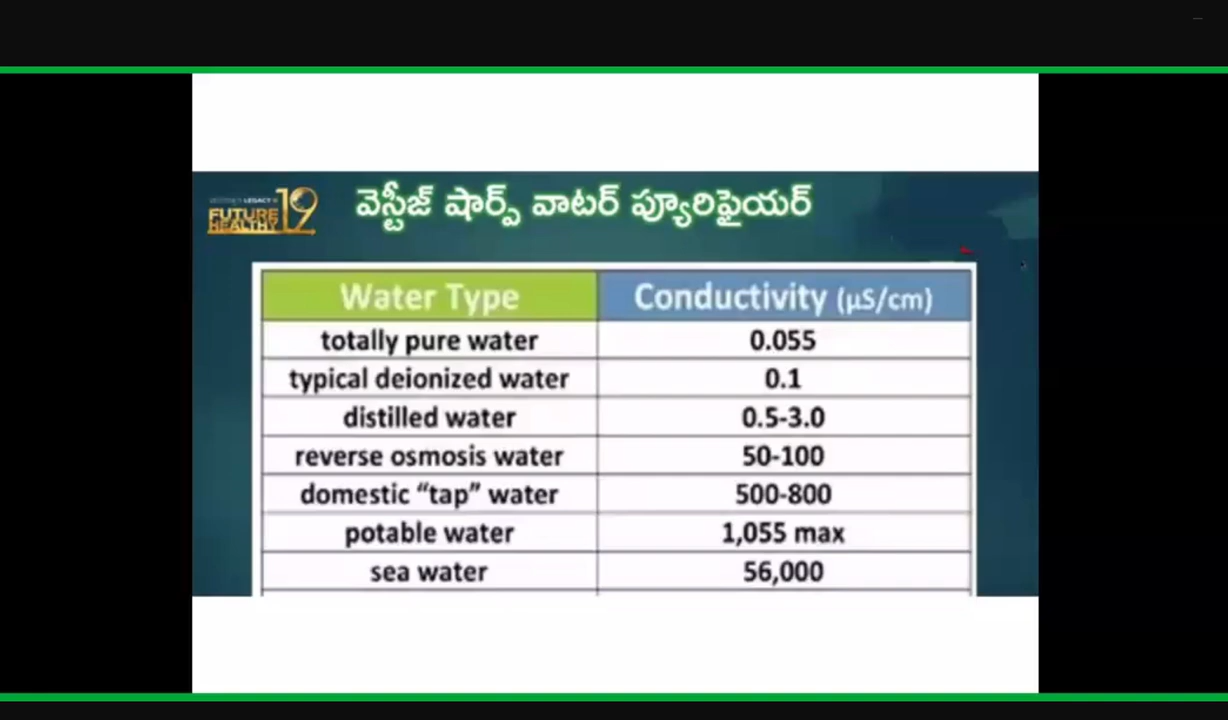 19
FUTURE
HEALTHY
వెస్టీజ్ షార్ప్ వాటర్ ప్యూరిఫైయర్
Water Type Conductivity (µS/cm)
totally pure water 0.055
typical deionized water 0.1
distilled water 0.5-3.0
reverse osmosis water 50-100
domestic “tap” water 500-800
potable water 1,055 max
sea water 56,000